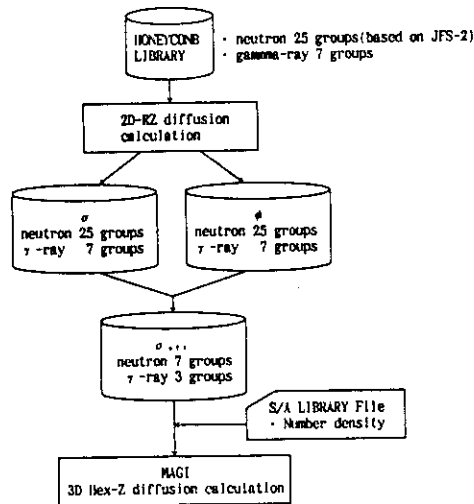 HONEYCONB
LIBRARY
· neutron 25 groups(based on JFS-2)
· gamma-ray 7 groups
2D-RZ diffusion
calculation
σ
neutron 25 groups
γ -ray 7 groups
φ
neutron 25 groups
γ -ray 7 groups
σ
neutron 7 groups
γ -ray 3 groups
S/A LIBRARY File
· Number density
MAGI
3D Hex-Z diffusion calculation